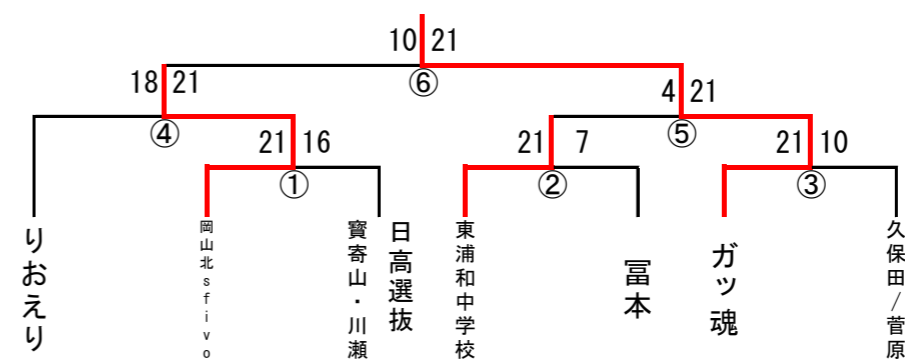 10 21
⑥
18 21
4 21
④
⑤
21 16
21 7
21 10
①
②
③
りおえり
岡山北sfivo
日高選抜
寳寄山・川瀬
東浦和中学校
冨本
ガッ魂
久保田/菅原